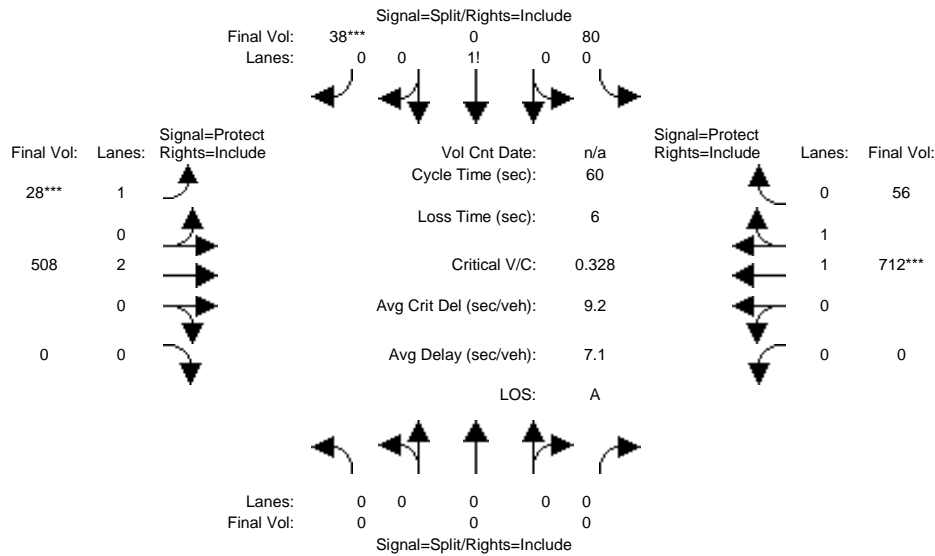 Signal=Split/Rights=Include
Final Vol: 38*** 0 80
Lanes: 0 0 1! 0 0
Signal=Protect
Final Vol: Lanes: Rights=Include
Vol Cnt Date: n/a
Signal=Protect
Rights=Include Lanes: Final Vol:
Cycle Time (sec): 60
28*** 1
0 56
Loss Time (sec): 6
0
1
508 2
Critical V/C: 0.328
1 712***
0
Avg Crit Del (sec/veh): 9.2
0
0 0
Avg Delay (sec/veh): 7.1
0 0
LOS: A
Lanes: 0 0 0 0 0
Final Vol: 0 0 0
Signal=Split/Rights=Include